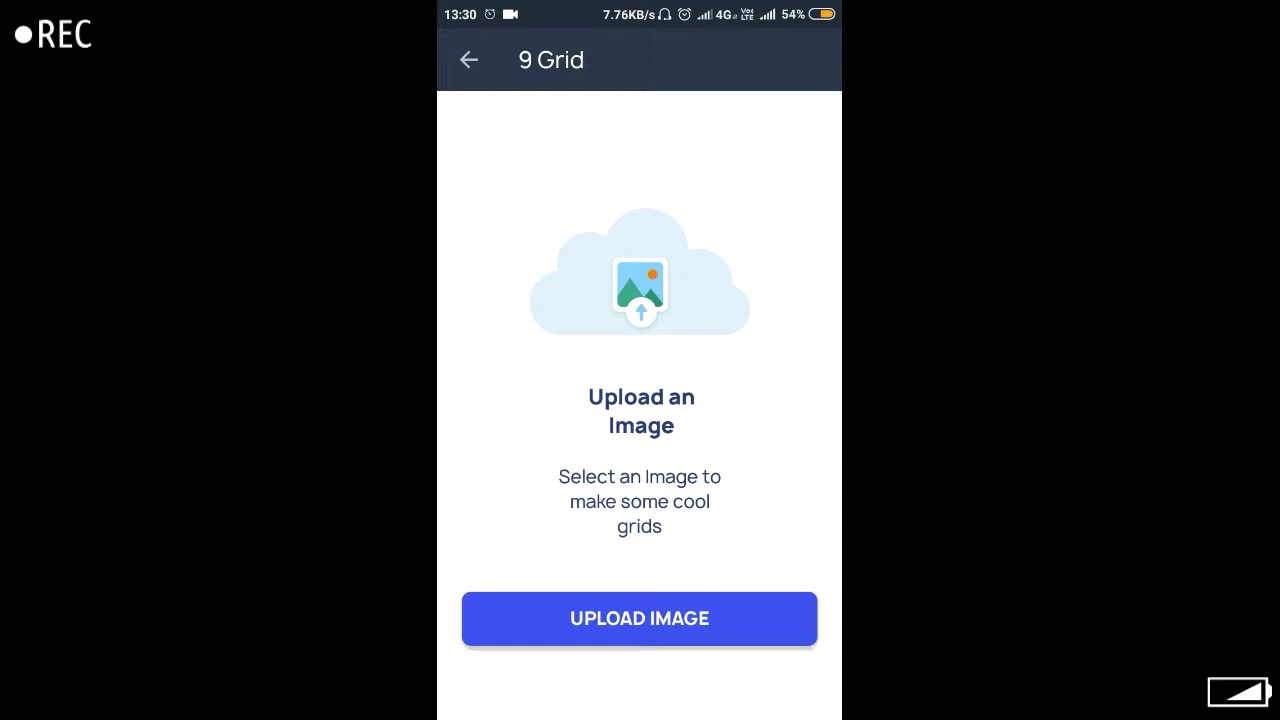 REC
13:30 7.76KB/s 4G VoLTE 54%
9 Grid
Upload an
Image
Select an Image to
make some cool
grids
UPLOAD IMAGE